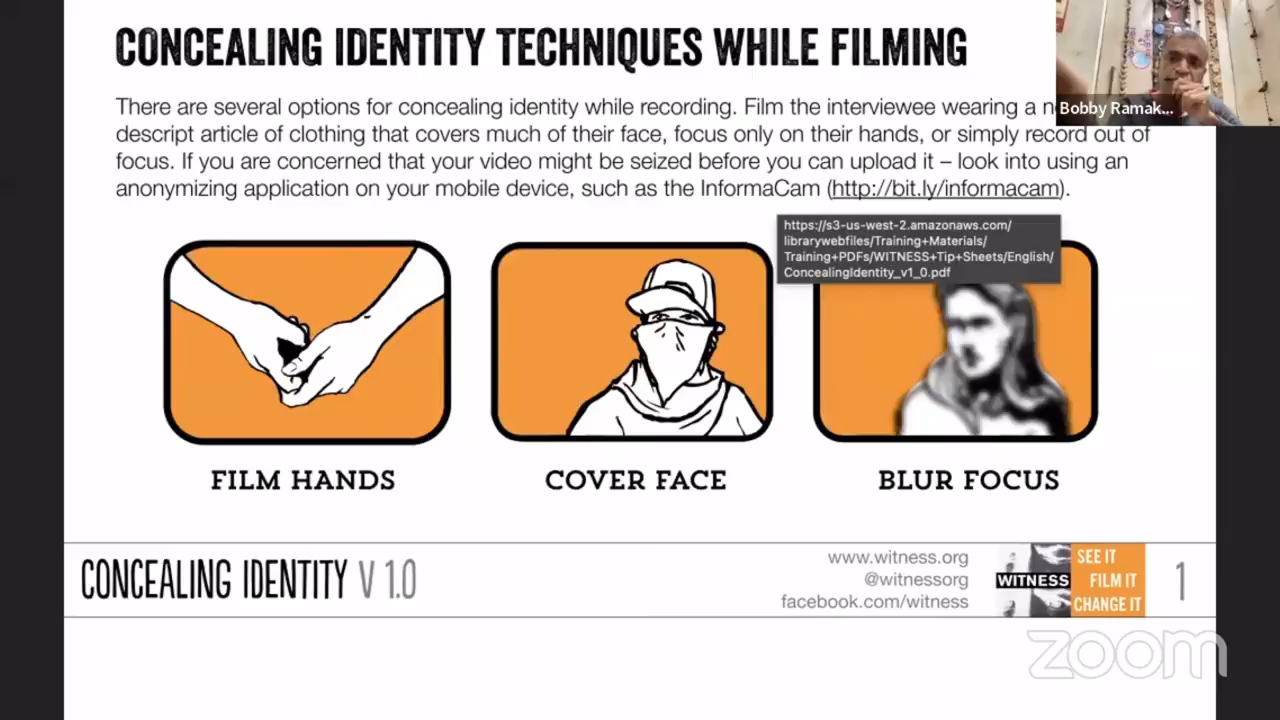 CONCEALING IDENTITY TECHNIQUES WHILE FILMING
Bobby Ramak...
There are several options for concealing identity while recording. Film the interviewee wearing a
descript article of clothing that covers much of their face, focus only on their hands, or simply record out of
focus. If you are concerned that your video might be seized before you can upload it – look into using an
anonymizing application on your mobile device, such as the InformaCam (http://bit.ly/informacam).
https://s3-us-west-2.amazonaws.com/
librarywebfiles/Training+Materials/
Training+PDFs/WITNESS+Tip+Sheets/English/
ConcealingIdentity_v1_0.pdf
FILM HANDS
COVER FACE
BLUR FOCUS
CONCEALING IDENTITY V 1.0
www.witness.org
@witnessorg
facebook.com/witness
WITNESS
SEE IT
FILM IT
CHANGE IT
1
zoom